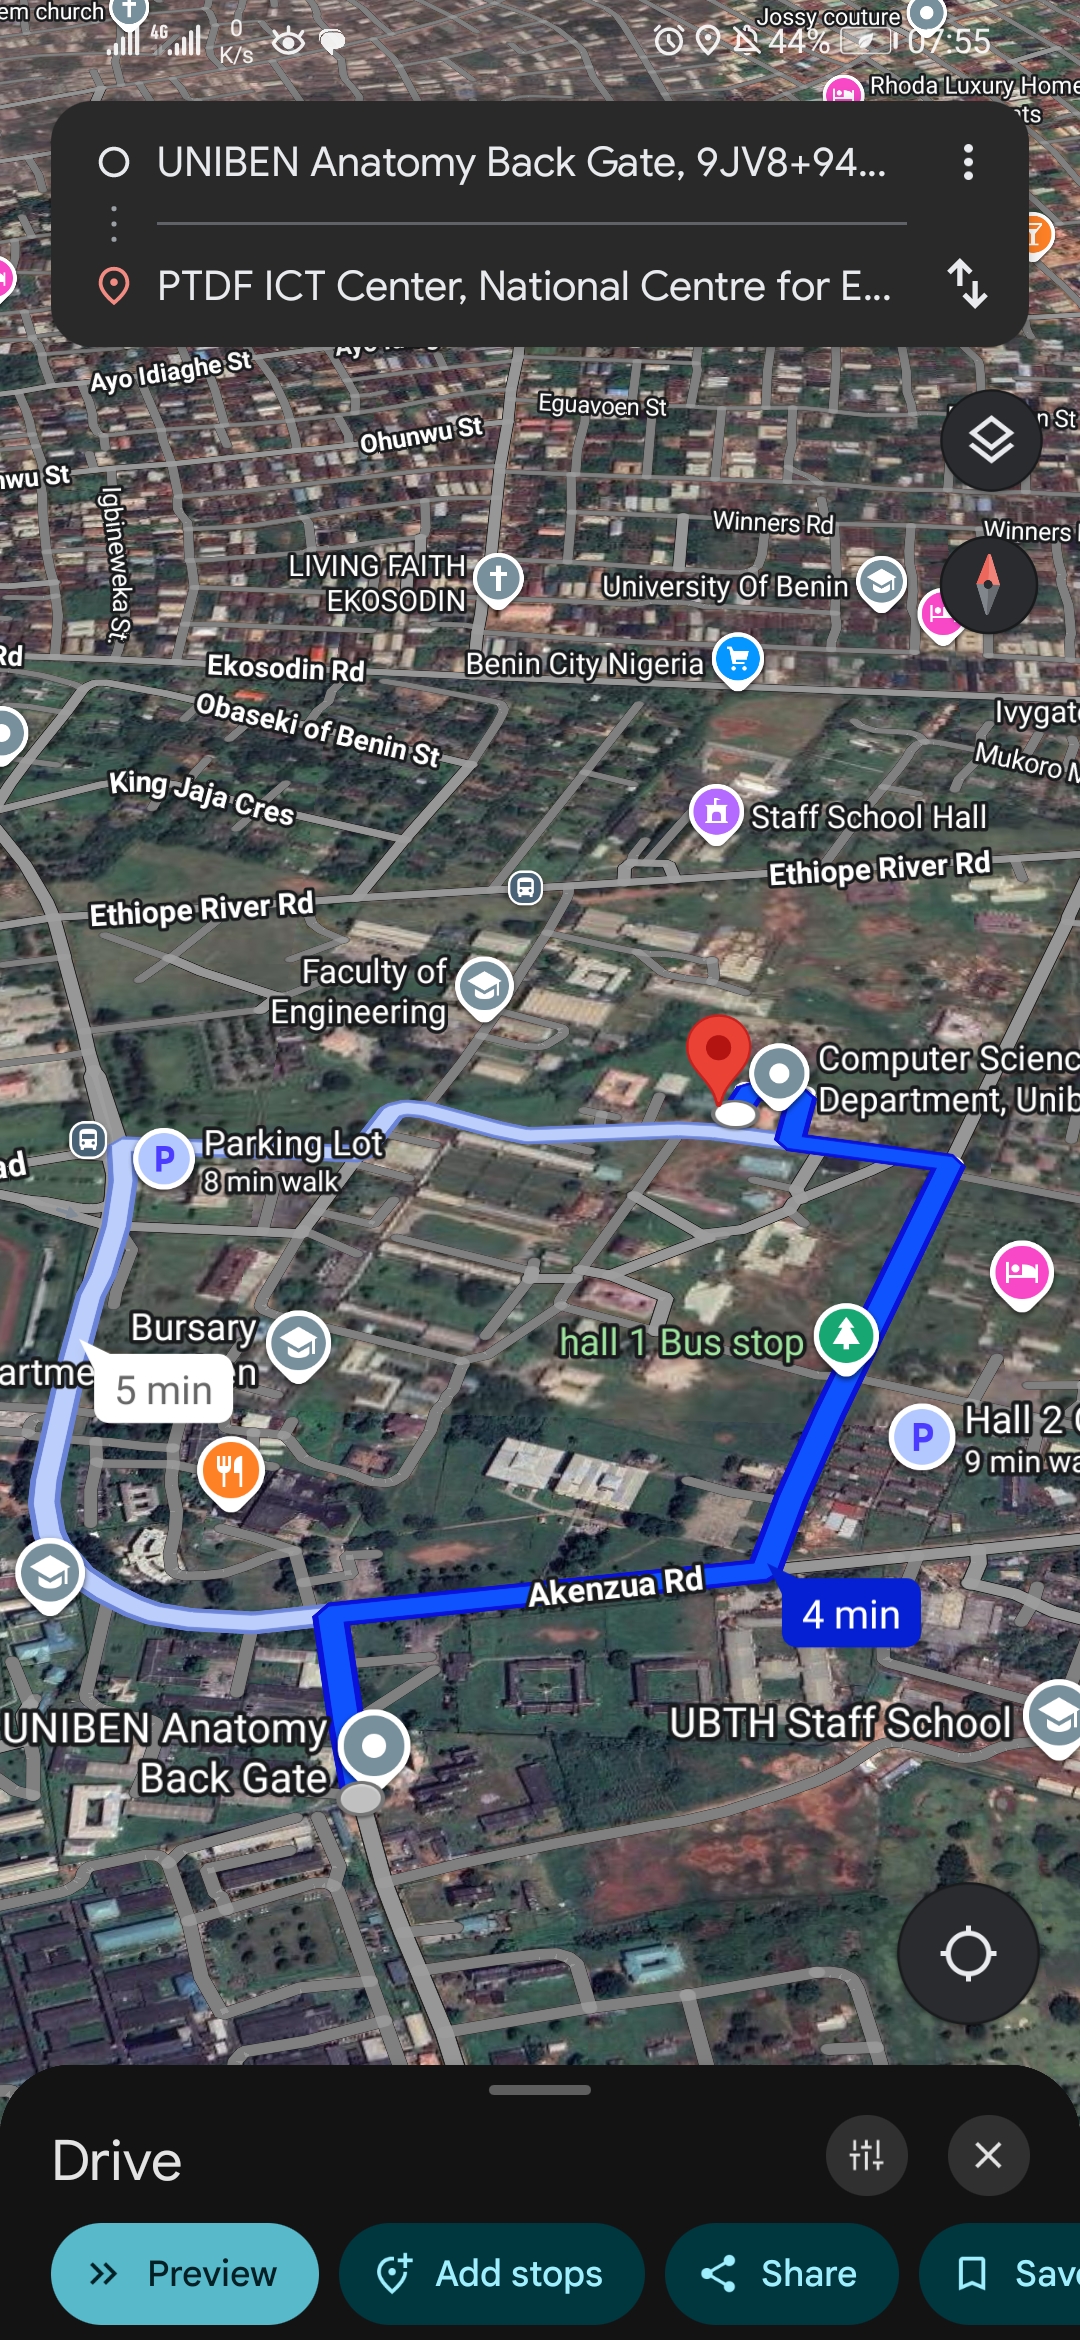 em church
Jossy couture
4G
0
K/s
44%
07:55
Rhoda Luxury Home
nts
UNIBEN Anatomy Back Gate, 9JV8+94...
PTDF ICT Center, National Centre for E...
Ayo Idiaghe St
Eguavoen St
n St
Ohunwu St
nwu St
Igbineweka St.
Winners Rd
Winners
LIVING FAITH
EKOSODIN
University Of Benin
Rd
Ekosodin Rd
Benin City Nigeria
Obaseki of Benin St
Ivygat
Mukoro M
King Jaja Cres
Staff School Hall
Ethiope River Rd
Ethiope River Rd
Faculty of
Engineering
Computer Scienc
Department, Unib
Parking Lot
8 min walk
ad
P
Bursary
artme
en
5 min
hall 1 Bus stop
P
Hall 2
9 min wa
Akenzua Rd
4 min
UNIBEN Anatomy
Back Gate
UBTH Staff School
Drive
Preview
Add stops
Share
Save